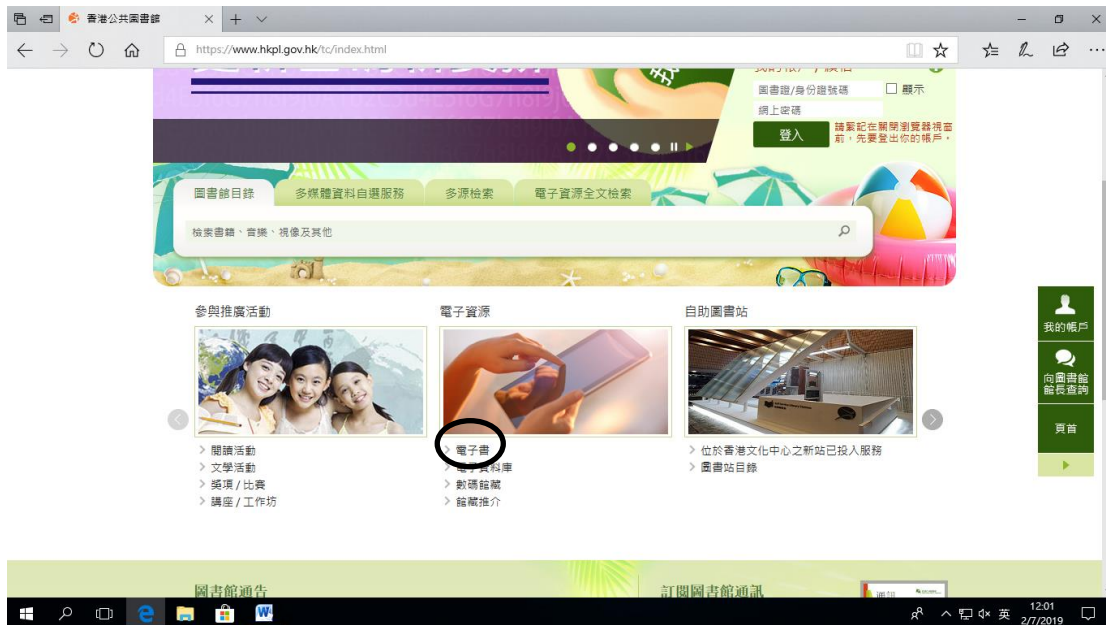 香港公共圖書館
https://www.hkpl.gov.hk/tc/index.html
圖書證/身份證號碼
顯示
網上密碼
登入
請緊記在關閉瀏覽器視窗
前，先要登出你的帳戶。
圖書館目錄
多媒體資料自選服務
多源檢索
電子資源全文檢索
檢索書籍、音樂、視像及其他
參與推廣活動
電子資源
自助圖書站
閱讀活動
文學活動
獎項 / 比賽
講座 / 工作坊
電子書
電子資料庫
數碼館藏
館藏推介
位於香港文化中心之新站已投入服務
圖書站目錄
我的帳戶
向圖書館
館長查詢
頁首
圖書館通告
訂閱圖書館通訊
通訊
英
12:01
2/7/2019